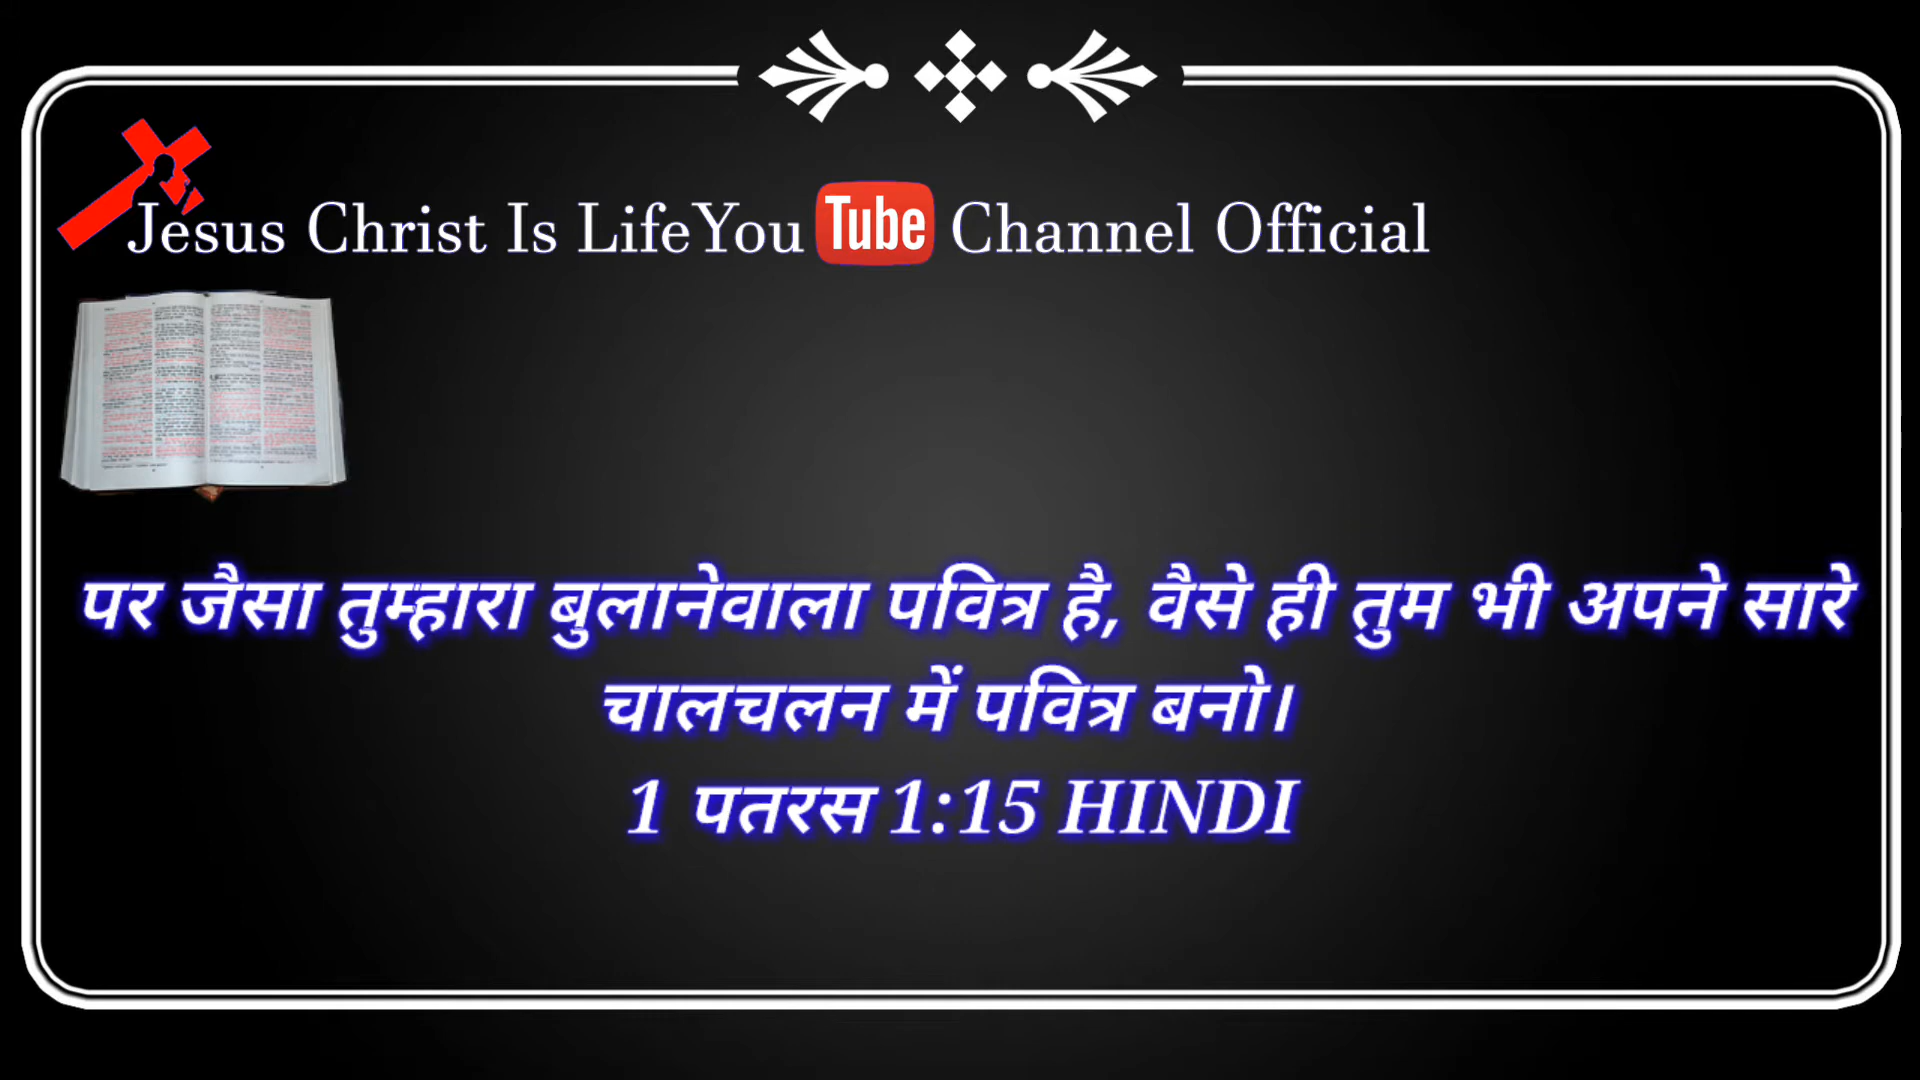 Jesus Christ Is LifeYou Tube Channel Official
पर जैसा तुम्हारा बुलानेवाला पवित्र है, वैसे ही तुम भी अपने सारे
चालचलन में पवित्र बनो।
1 पतरस 1:15 HINDI